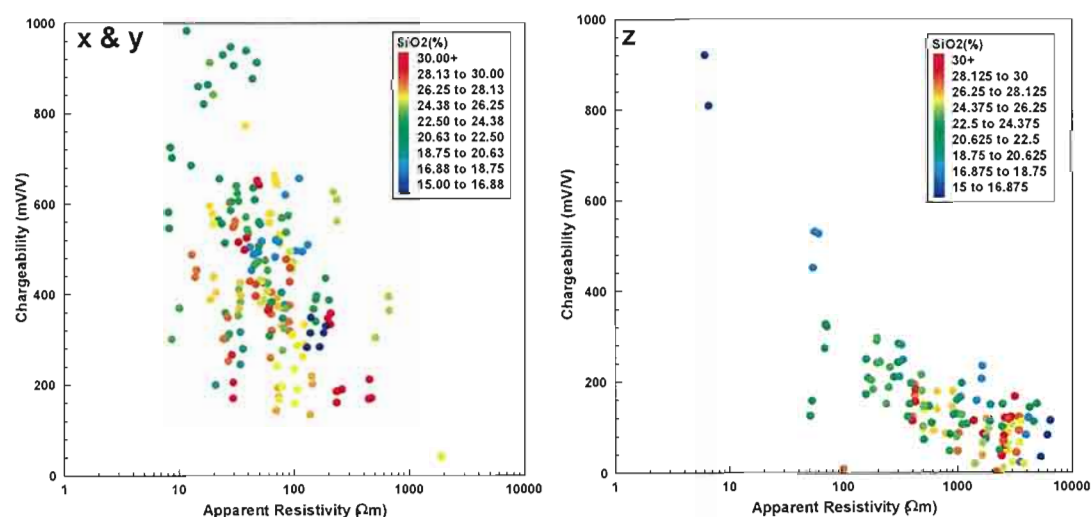 x & y
SiO2(%)
30.00+
28.13 to 30.00
26.25 to 28.13
24.38 to 26.25
22.50 to 24.38
20.63 to 22.50
18.75 to 20.63
16.88 to 18.75
15.00 to 16.88
1000
800
600
400
200
0
Chargeability (mV/V)
1
10
100
1000
10000
Apparent Resistivity (Ωm)
z
SiO2(%)
30+
28.125 to 30
26.25 to 28.125
24.375 to 26.25
22.5 to 24.375
20.625 to 22.5
18.75 to 20.625
16.875 to 18.75
15 to 16.875
1000
800
600
400
200
0
Chargeability (mV/V)
1
10
100
1000
10000
Apparent Resistivity (Ωm)